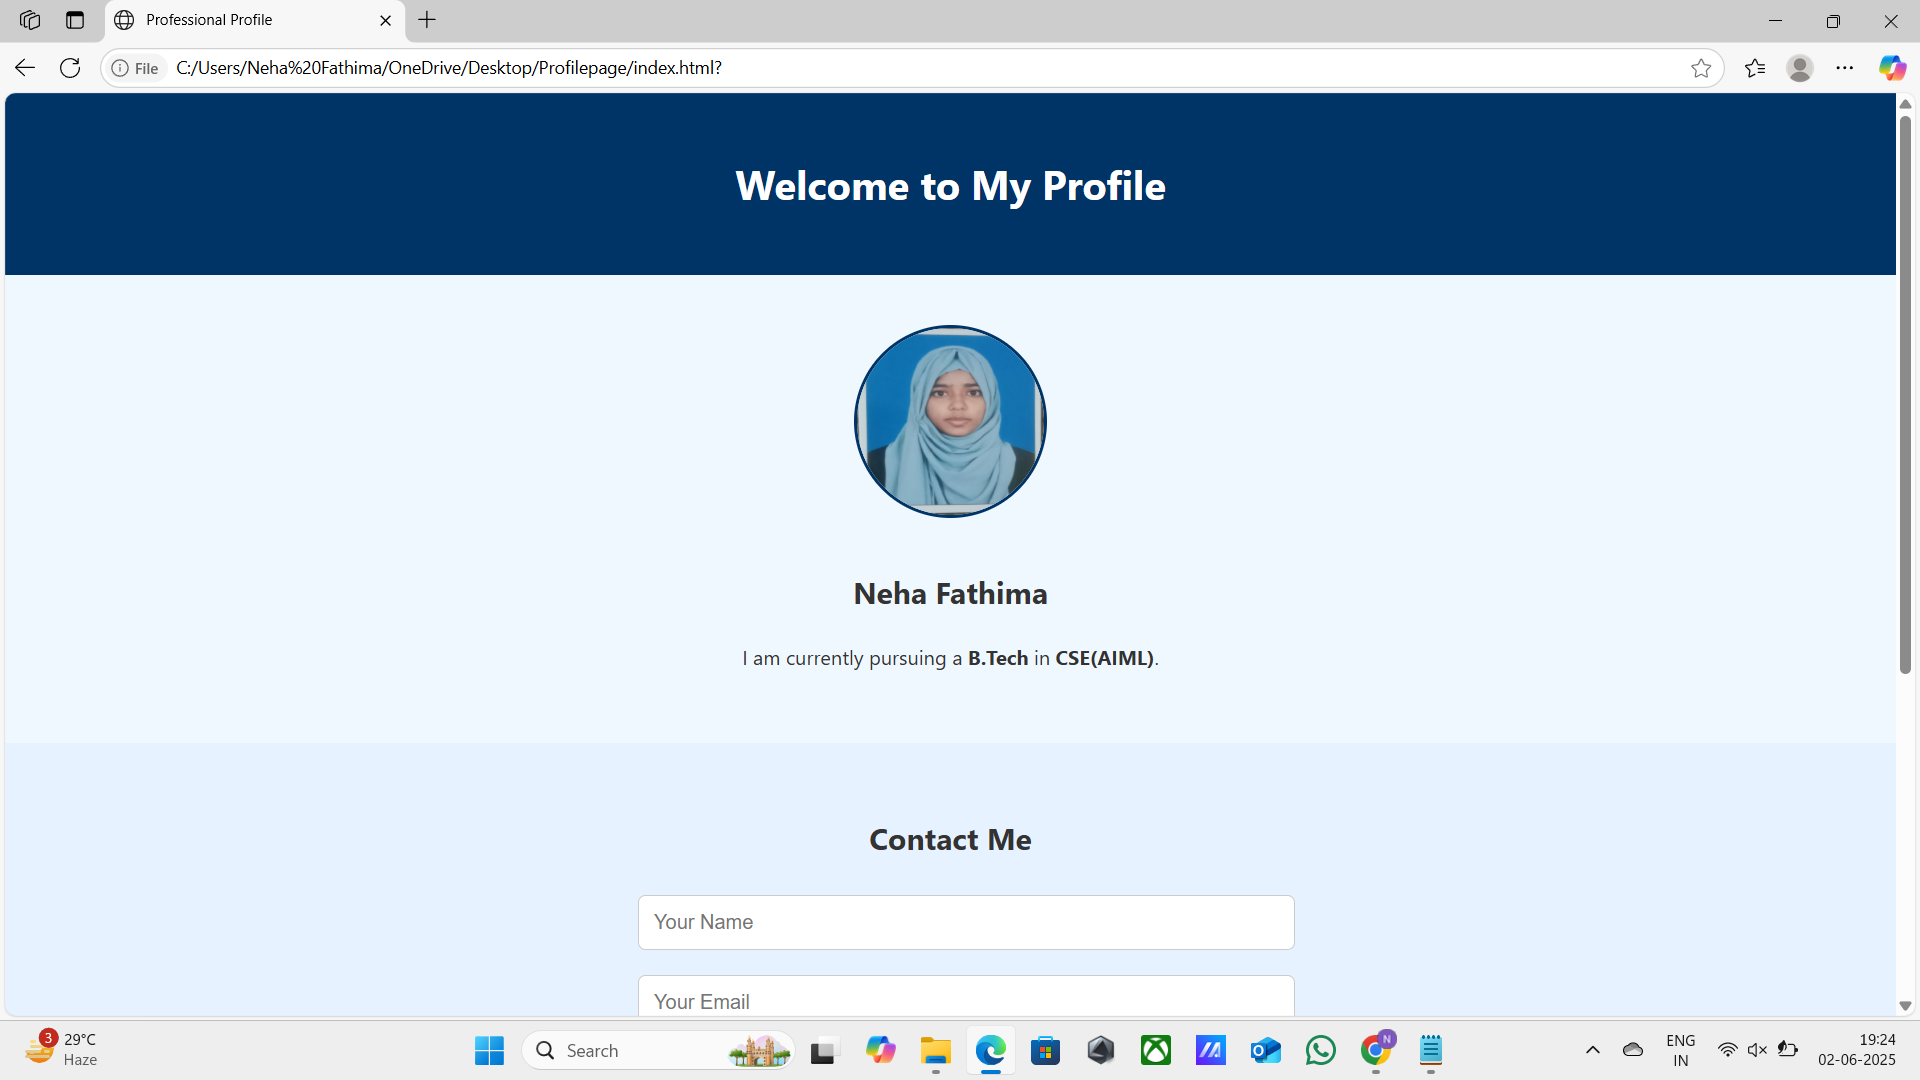 Professional Profile
File
C:/Users/Neha%20Fathima/OneDrive/Desktop/Profilepage/index.html?
Welcome to My Profile
Neha Fathima
I am currently pursuing a B.Tech in CSE(AIML).
Contact Me
Your Name
Your Email
3
29°C
Haze
Search
N
ENG
IN
19:24
02-06-2025